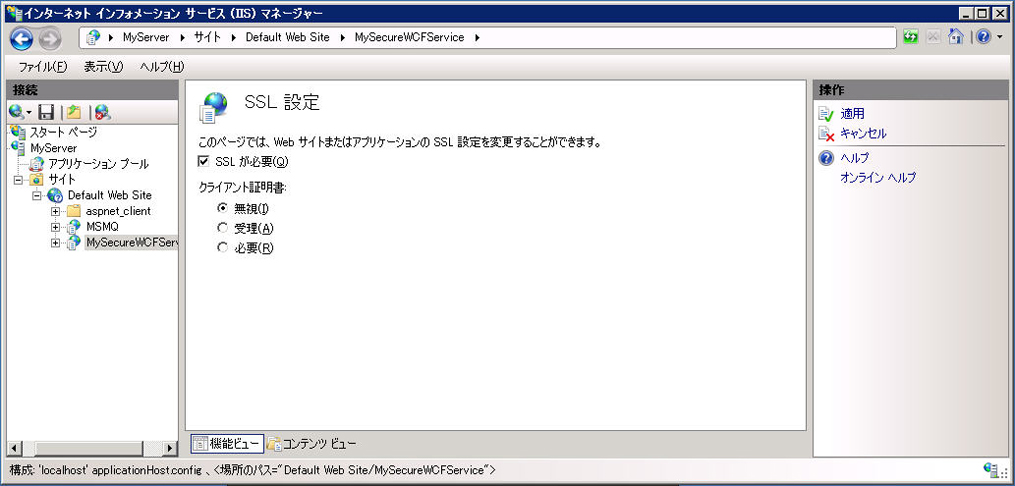 インターネット インフォメーション サービス (IIS) マネージャー
MyServer サイト Default Web Site MySecureWCFService
ファイル(F) 表示(V) ヘルプ(H)
接続
スタート ページ
MyServer
アプリケーション プール
サイト
Default Web Site
aspnet_client
MSMQ
MySecureWCFSer
SSL 設定
このページでは、Web サイトまたはアプリケーションの SSL 設定を変更することができます。
SSL が必要(Q)
クライアント証明書:
無視(I)
受理(A)
必要(R)
機能ビュー コンテンツ ビュー
操作
適用
キャンセル
ヘルプ
オンライン ヘルプ
構成: 'localhost' applicationHost.config 、<場所のパス="Default Web Site/MySecureWCFService">